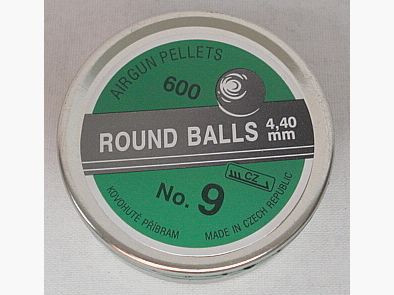 AIRGUN PELLETS
600
ROUND BALLS 4,40 mm
No. 9
CZ
KOVOHUTĚ PŘÍBRAM
MADE IN CZECH REPUBLIC